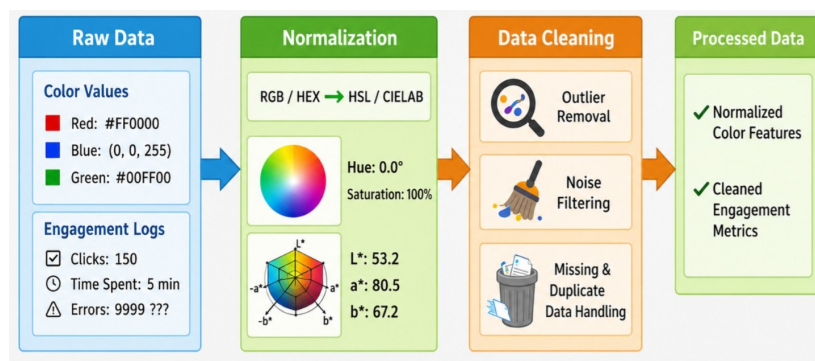 Raw Data
Color Values
Red: #FF0000
Blue: (0, 0, 255)
Green: #00FF00
Engagement Logs
Clicks: 150
Time Spent: 5 min
Errors: 9999 ???
Normalization
RGB / HEX → HSL / CIELAB
Hue: 0.0°
Saturation: 100%
L*
-a*
a*
-b*
b*
L*: 53.2
a*: 80.5
b*: 67.2
Data Cleaning
Outlier
Removal
Noise
Filtering
Missing &
Duplicate
Data Handling
Processed Data
✓ Normalized
Color Features
✓ Cleaned
Engagement
Metrics